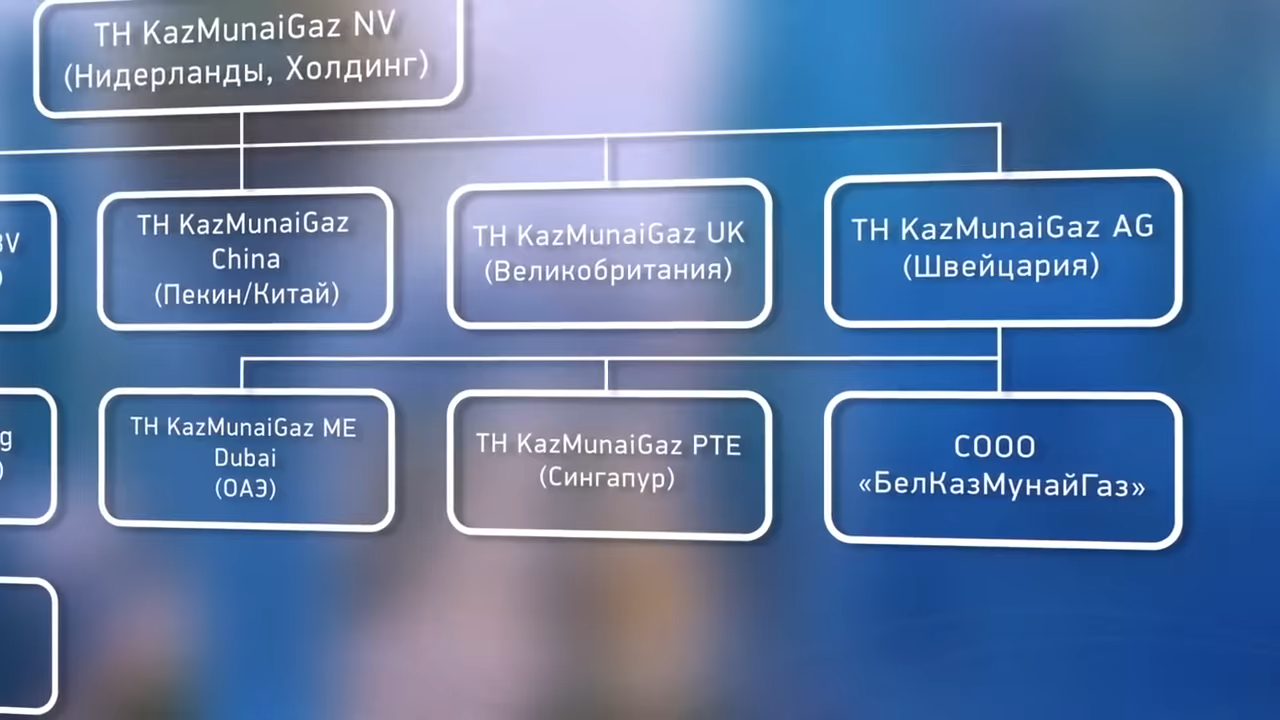 TH KazMunaiGaz NV
(Нидерланды, Холдинг)
TH KazMunaiGaz
China
(Пекин/Китай)
TH KazMunaiGaz UK
(Великобритания)
TH KazMunaiGaz AG
(Швейцария)
TH KazMunaiGaz ME
Dubai
(ОАЭ)
TH KazMunaiGaz PTE
(Сингапур)
СООО
«БелКазМунайГаз»